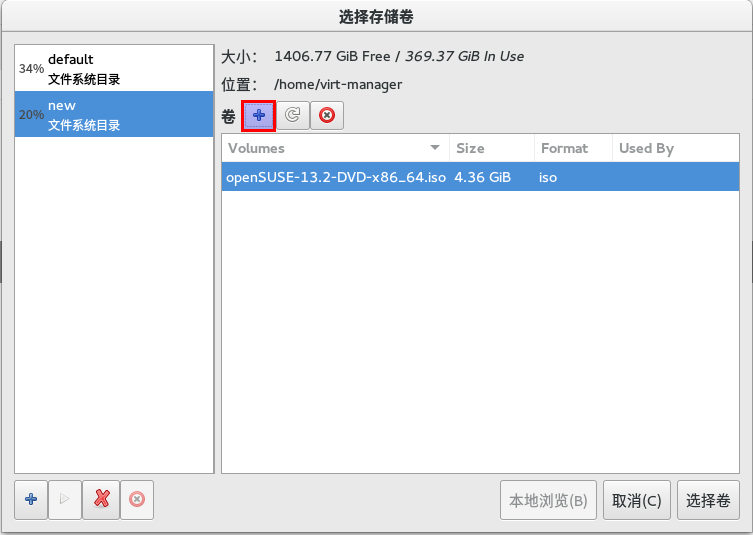 选择存储卷
34%
default
文件系统目录
20%
new
文件系统目录
大小： 1406.77 GiB Free / 369.37 GiB In Use
位置： /home/virt-manager
卷
Volumes Size Format Used By
openSUSE-13.2-DVD-x86_64.iso 4.36 GiB iso
本地浏览(B) 取消(C) 选择卷